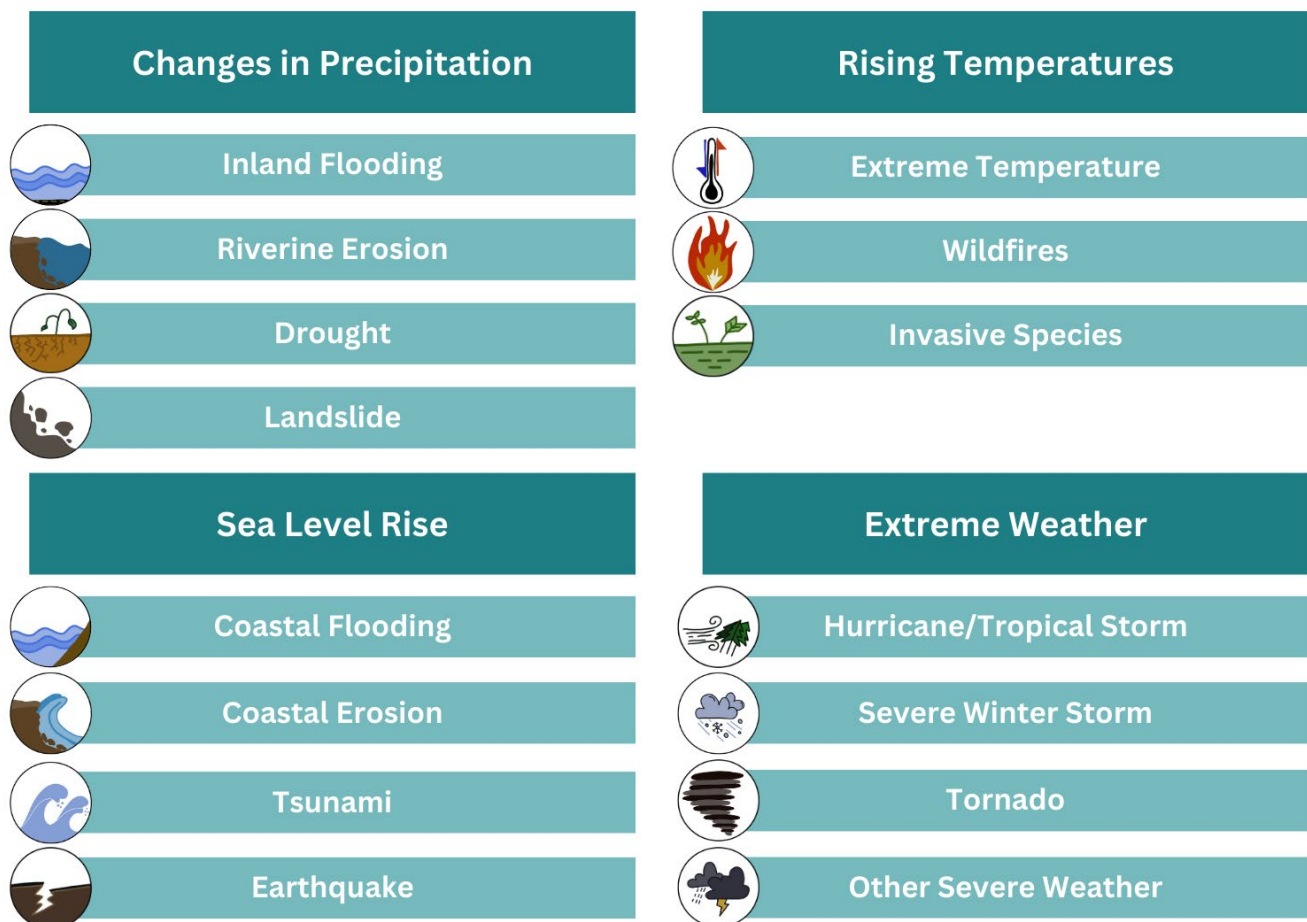 Changes in Precipitation
Inland Flooding
Riverine Erosion
Drought
Landslide
Rising Temperatures
Extreme Temperature
Wildfires
Invasive Species
Sea Level Rise
Coastal Flooding
Coastal Erosion
Tsunami
Earthquake
Extreme Weather
Hurricane/Tropical Storm
Severe Winter Storm
Tornado
Other Severe Weather